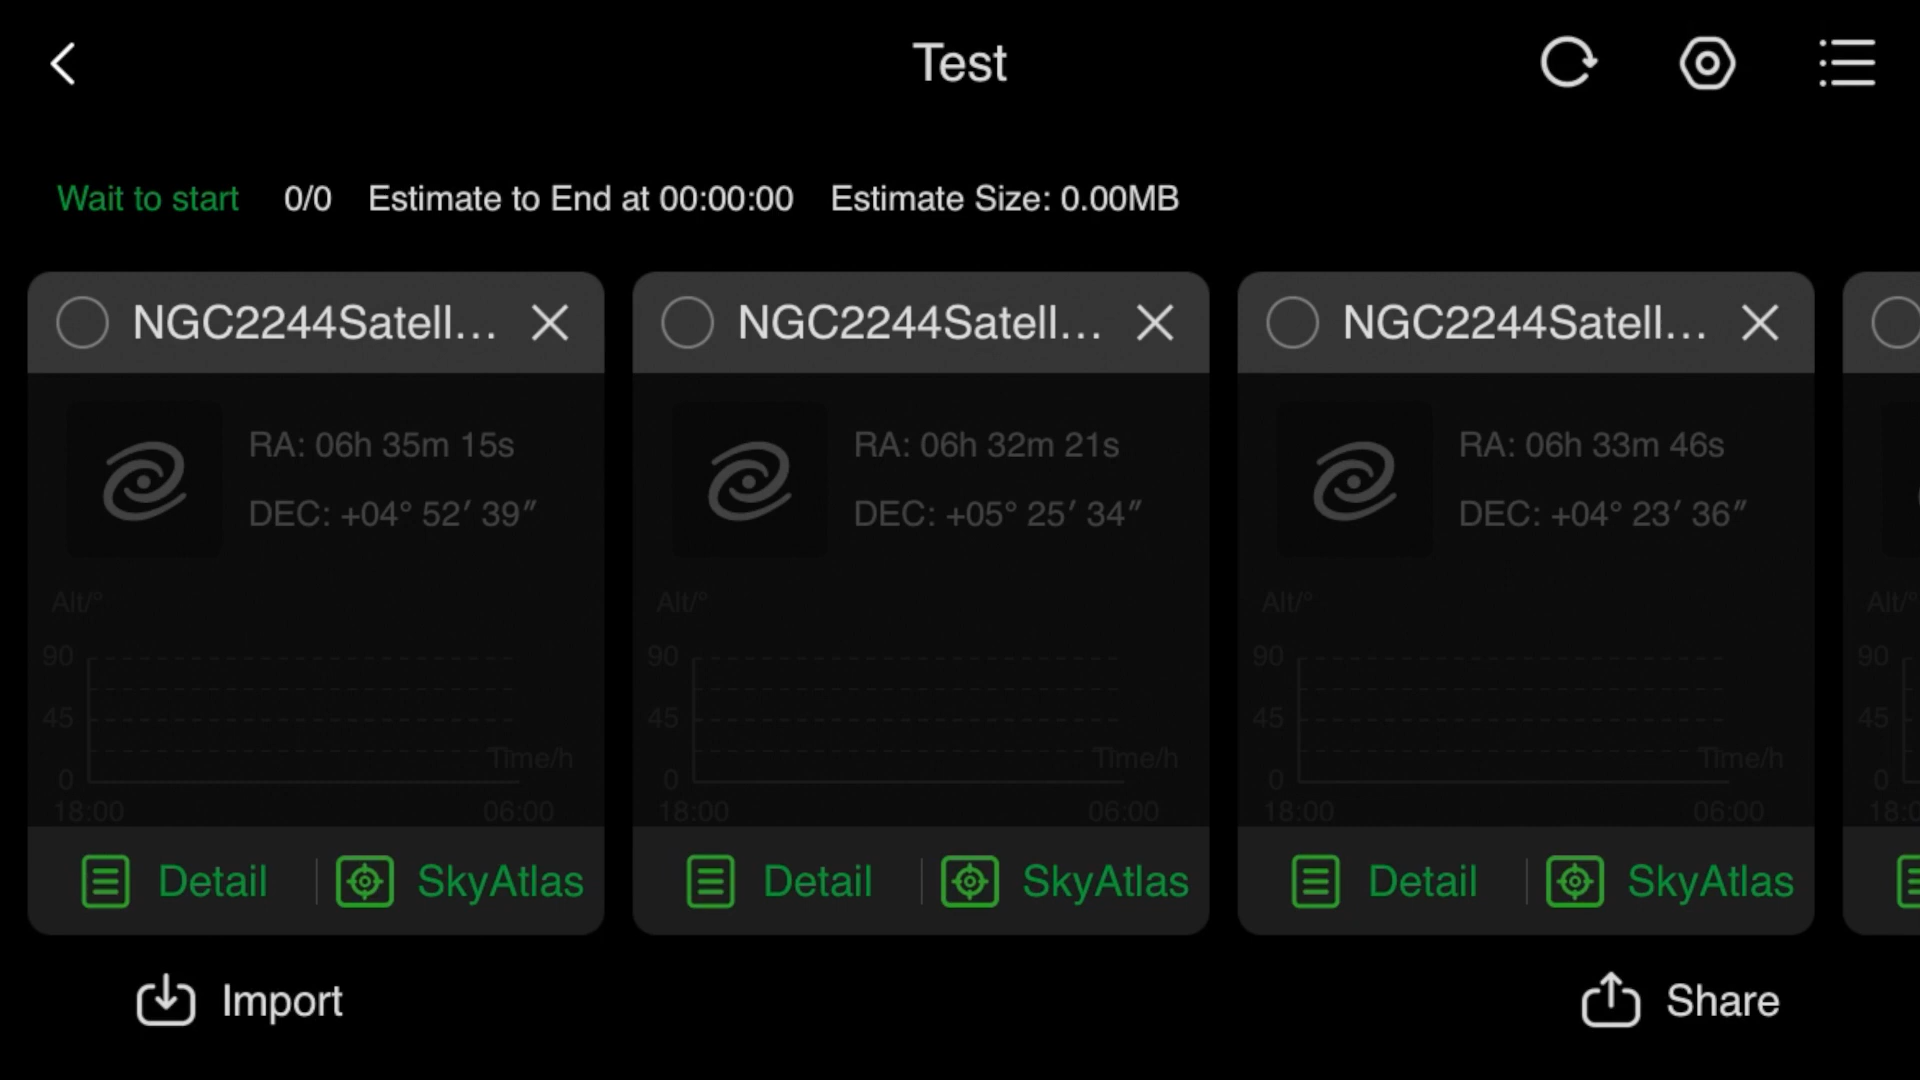 Test
Wait to start 0/0 Estimate to End at 00:00:00 Estimate Size: 0.00MB
NGC2244Satell...
RA: 06h 35m 15s
DEC: +04° 52′ 39″
Alt/°
90
45
0
Time/h
18:00 06:00
Detail SkyAtlas
NGC2244Satell...
RA: 06h 32m 21s
DEC: +05° 25′ 34″
Alt/°
90
45
0
Time/h
18:00 06:00
Detail SkyAtlas
NGC2244Satell...
RA: 06h 33m 46s
DEC: +04° 23′ 36″
Alt/°
90
45
0
Time/h
18:00 06:00
Detail SkyAtlas
Alt/°
90
45
0
Import Share